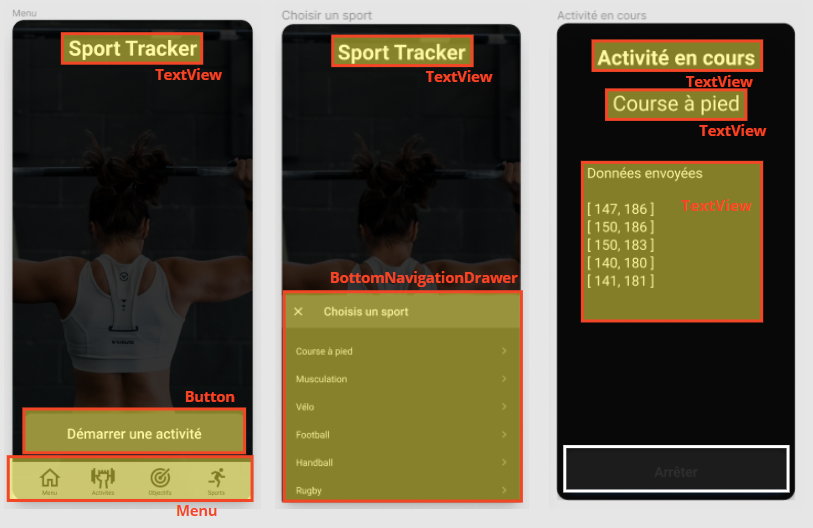 Menu
Sport Tracker
TextView
Button
Démarrer une activité
Menu
Activités
Objectifs
Sports
Menu
Choisir un sport
Sport Tracker
TextView
BottomNavigationDrawer
× Choisis un sport
Course à pied
Musculation
Vélo
Football
Handball
Rugby
Activité en cours
Activité en cours
TextView
Course à pied
TextView
Données envoyées
TextView
[ 147, 186 ]
[ 150, 186 ]
[ 150, 183 ]
[ 140, 180 ]
[ 141, 181 ]
Arrêter